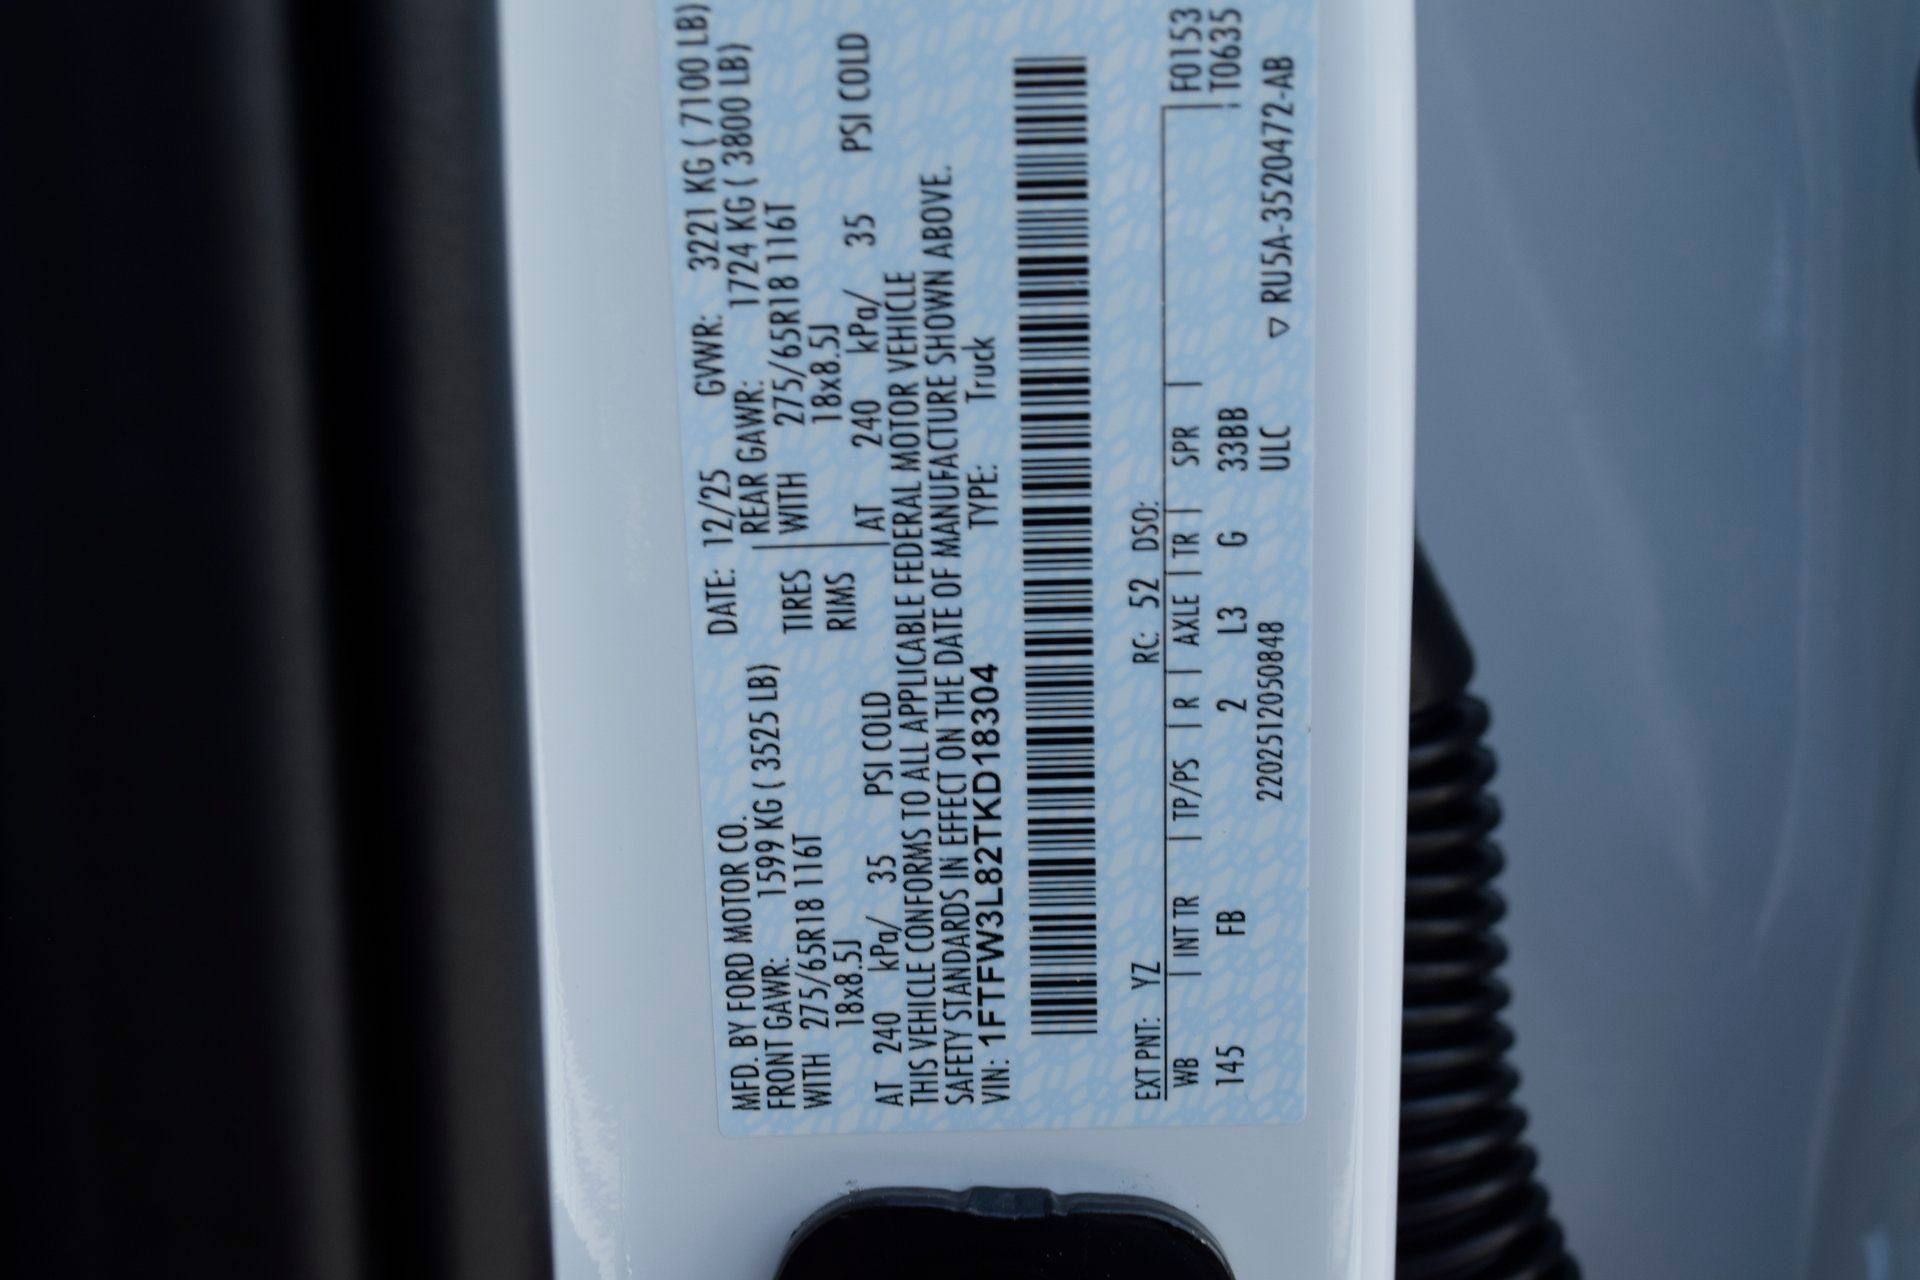 MFD. BY FORD MOTOR CO. DATE: 12/25 GVWR: 3221 KG ( 7100 LB)
FRONT GAWR: 1599 KG ( 3525 LB) REAR GAWR: 1724 KG ( 3800 LB)
WITH 275/65R18 116T TIRES WITH 275/65R18 116T
18x8.5J RIMS 18x8.5J
AT 240 kPa/ 35 PSI COLD AT 240 kPa/ 35 PSI COLD
THIS VEHICLE CONFORMS TO ALL APPLICABLE FEDERAL MOTOR VEHICLE
SAFETY STANDARDS IN EFFECT ON THE DATE OF MANUFACTURE SHOWN ABOVE.
VIN: 1FTFW3L82TKD18304 TYPE: Truck
EXT PNT: YZ RC: 52 DSO: F0153
WB INT TR TP/PS R AXLE TR SPR T0635
145 FB 2 L3 G 33BB
2202512050848 ULC ▽ RU5A-3520472-AB